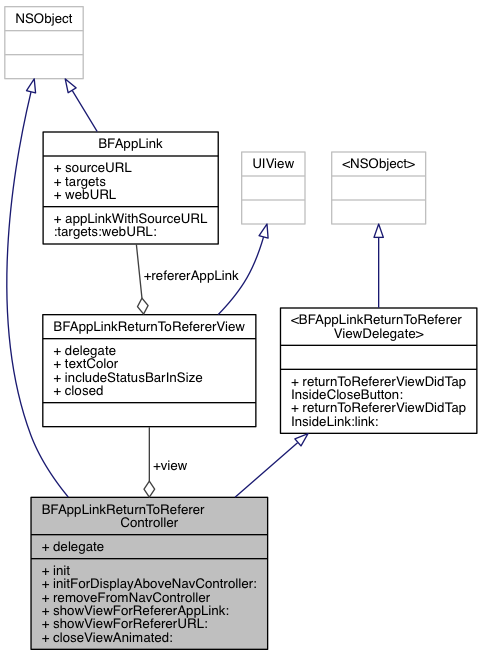 NSObject
BFAppLink
+ sourceURL
+ targets
+ webURL
+ appLinkWithSourceURL
:targets:webURL:
UIView
<NSObject>
+refererAppLink
BFAppLinkReturnToRefererView
+ delegate
+ textColor
+ includeStatusBarInSize
+ closed
<BFAppLinkReturnToReferer
ViewDelegate>
+ returnToRefererViewDidTap
InsideCloseButton:
+ returnToRefererViewDidTap
InsideLink:link:
+view
BFAppLinkReturnToReferer
Controller
+ delegate
+ init
+ initForDisplayAboveNavController:
+ removeFromNavController
+ showViewForRefererAppLink:
+ showViewForRefererURL:
+ closeViewAnimated: